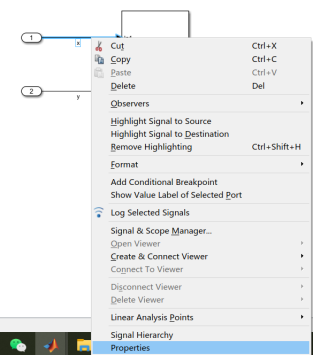 1
x
2
y
Cut Ctrl+X
Copy Ctrl+C
Paste Ctrl+V
Delete Del
Observers
Highlight Signal to Source
Highlight Signal to Destination
Remove Highlighting Ctrl+Shift+H
Format
Add Conditional Breakpoint
Show Value Label of Selected Port
Log Selected Signals
Signal & Scope Manager...
Open Viewer
Create & Connect Viewer
Connect To Viewer
Disconnect Viewer
Delete Viewer
Linear Analysis Points
Signal Hierarchy
Properties